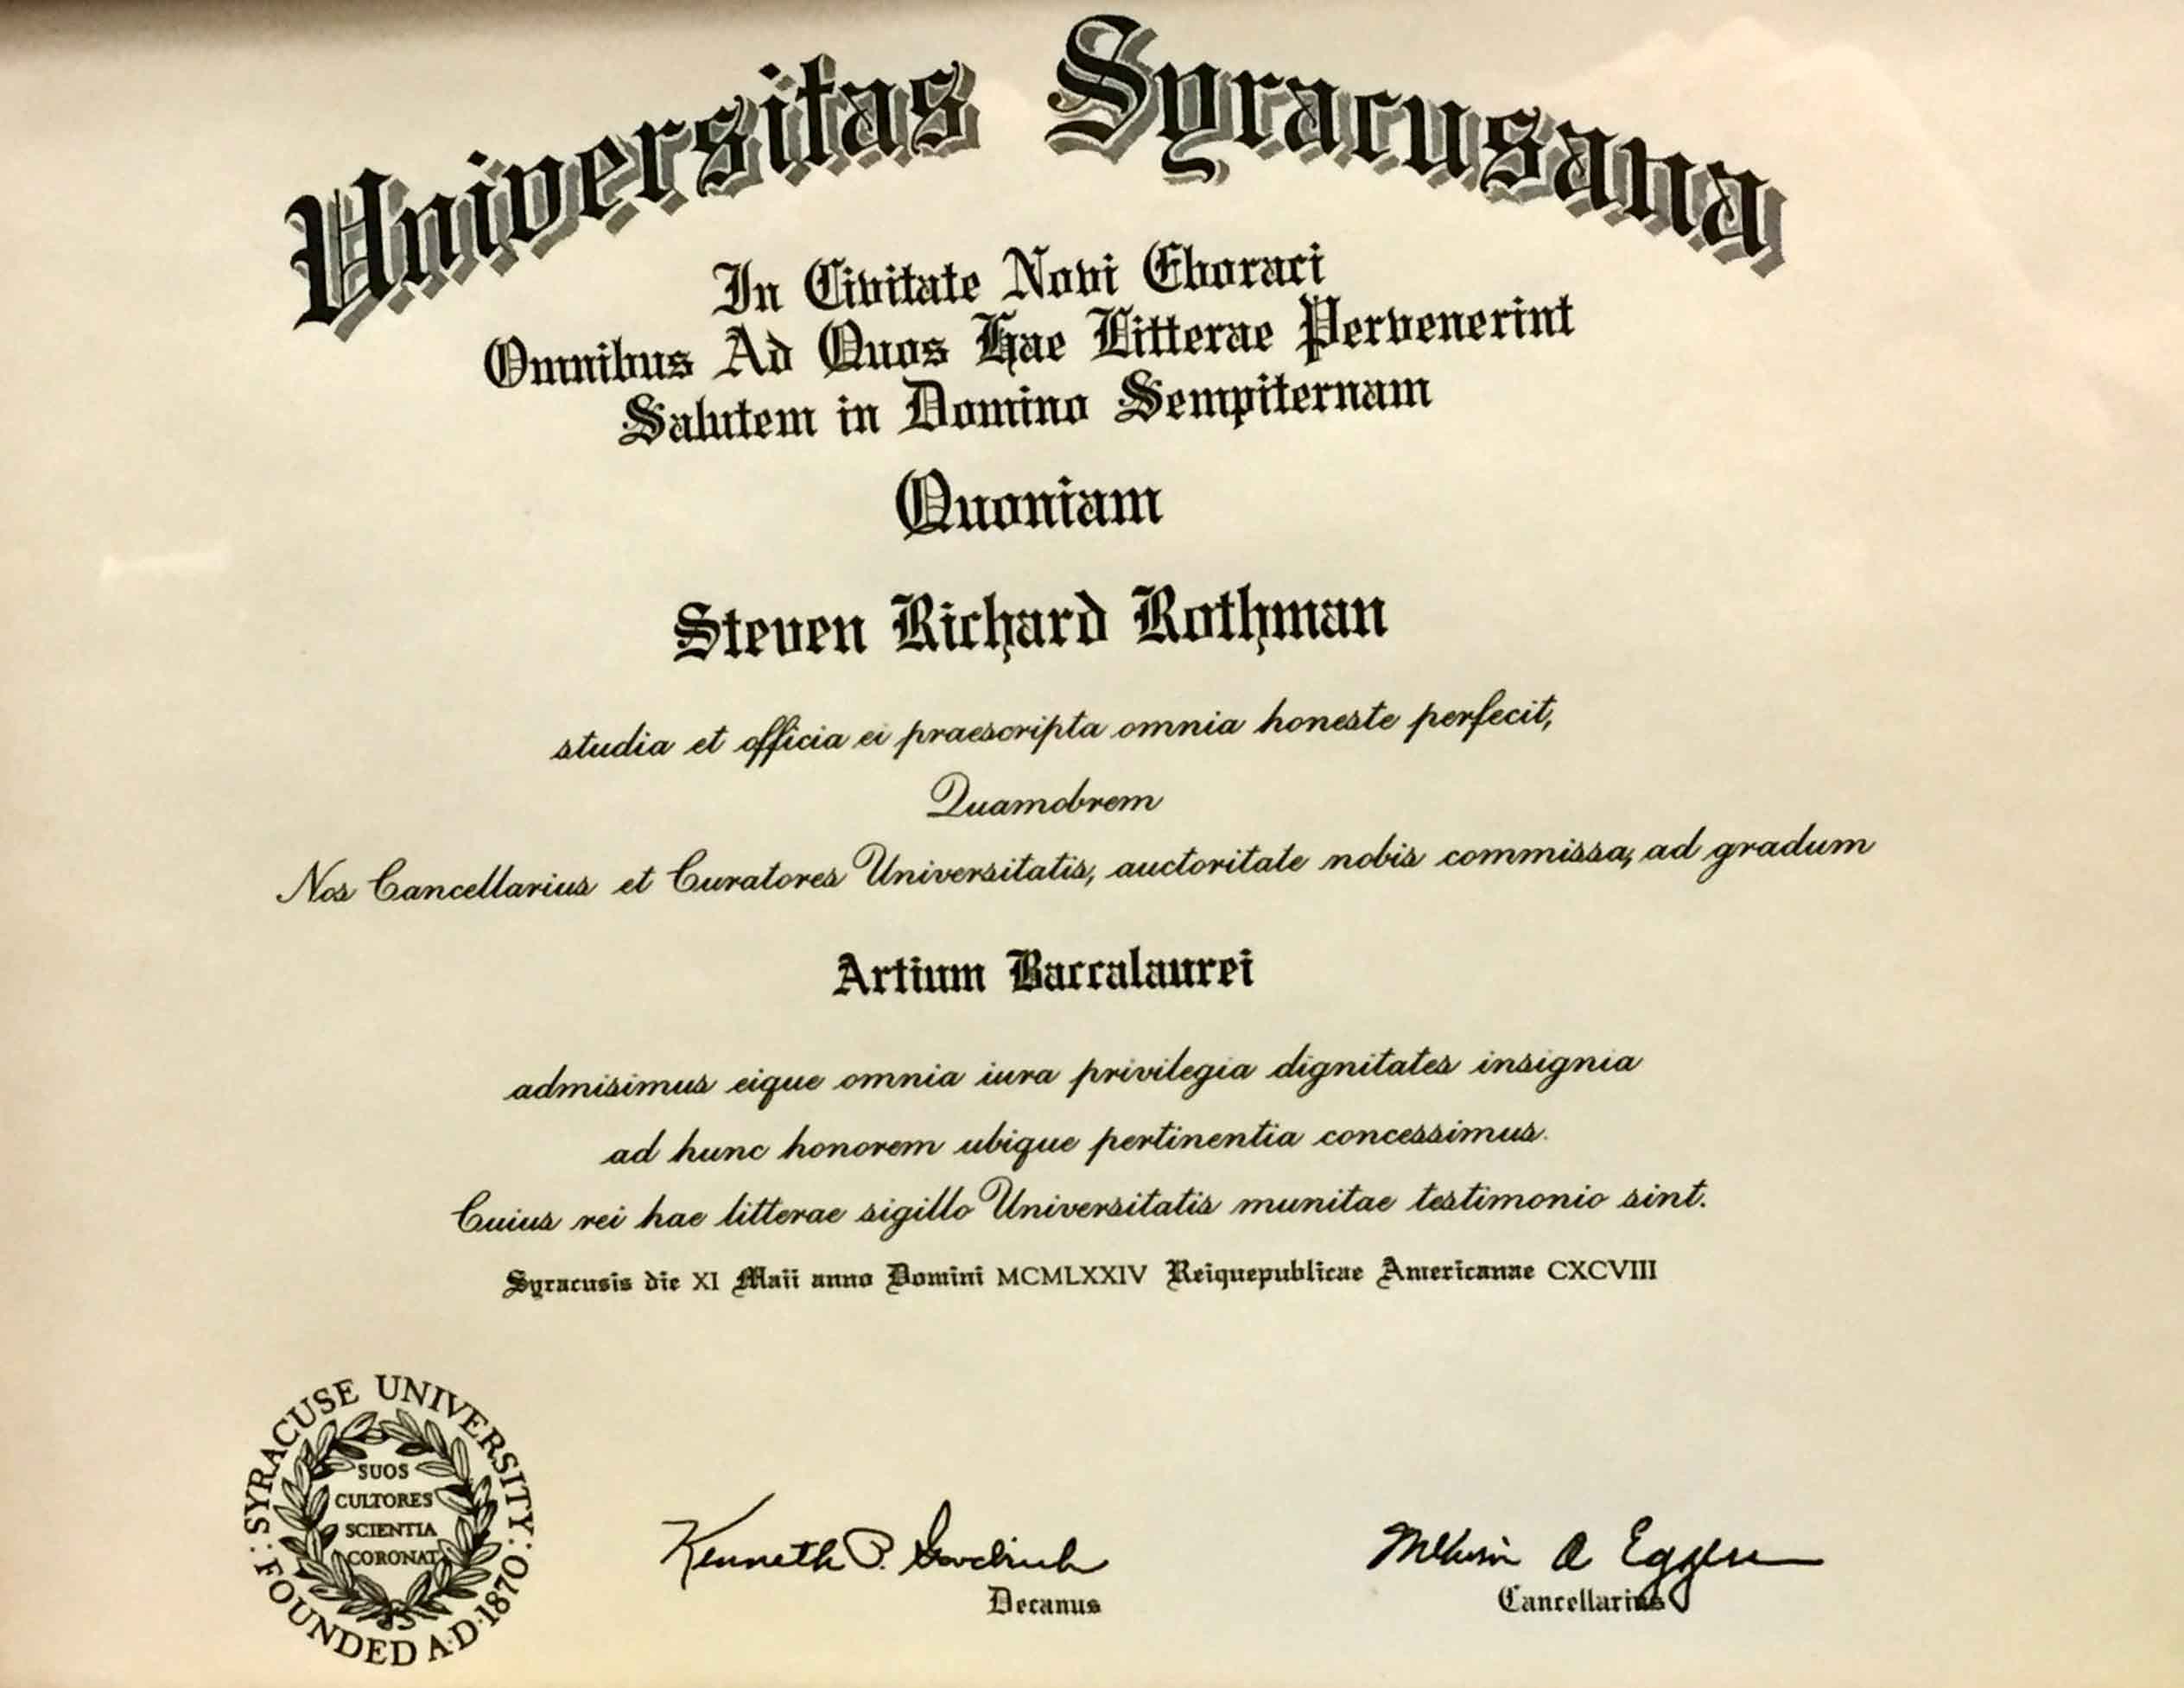 Universitas Syracusana
In Civitate Novi Eboraci
Omnibus Ad Quos Hae Litterae Pervenerint
Salutem in Domino Sempiternam
Quoniam
Steven Richard Rothman
studia et officia ei praescripta omnia honeste perfecit,
Quamobrem
Nos Cancellarius et Curatores Universitatis, auctoritate nobis commissa, ad gradum
Artium Baccalaurei
admisimus eique omnia iura privilegia dignitates insignia
ad hunc honorem ubique pertinentia concessimus.
Cuius rei hae litterae sigillo Universitatis munitae testimonio sint.
Syracusis die XI Maii anno Domini MCMLXXIV Reiquepublicae Americanae CXCVIII
SYRACUSE UNIVERSITY
FOUNDED A·D·1870
SUOS
CULTORES
SCIENTIA
CORONAT
Kenneth P. Goodrich
Decanus
Melvin A Eggers
Cancellarius